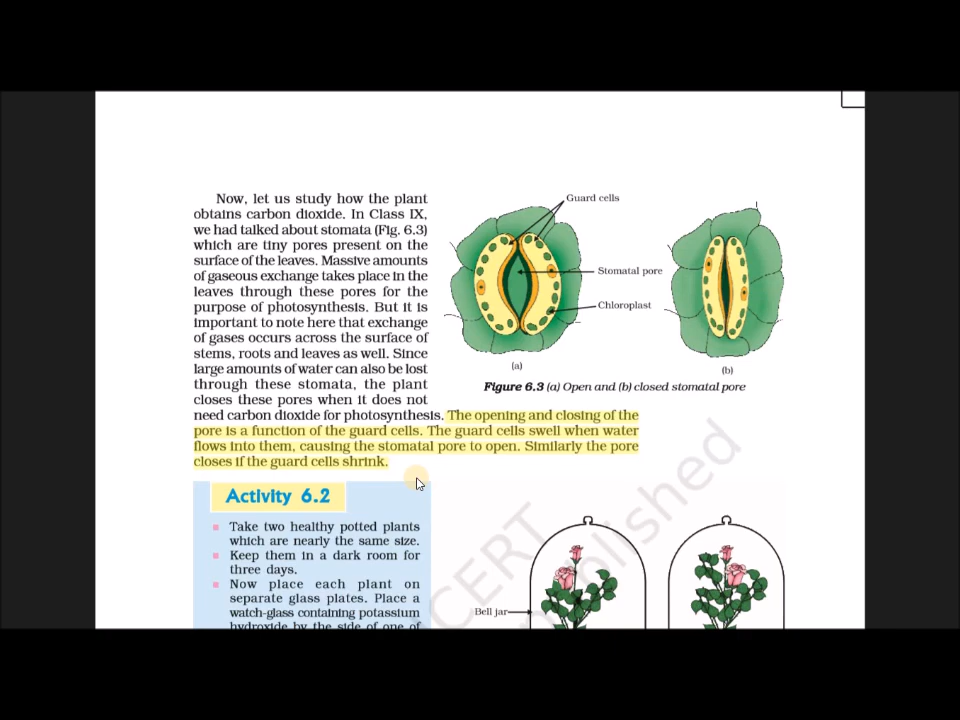 Now, let us study how the plant
obtains carbon dioxide. In Class IX,
we had talked about stomata (Fig. 6.3)
which are tiny pores present on the
surface of the leaves. Massive amounts
of gaseous exchange takes place in the
leaves through these pores for the
purpose of photosynthesis. But it is
important to note here that exchange
of gases occurs across the surface of
stems, roots and leaves as well. Since
large amounts of water can also be lost
through these stomata, the plant
closes these pores when it does not
need carbon dioxide for photosynthesis. The opening and closing of the
pore is a function of the guard cells. The guard cells swell when water
flows into them, causing the stomatal pore to open. Similarly the pore
closes if the guard cells shrink.
Guard cells
Stomatal pore
Chloroplast
(a)
(b)
Figure 6.3 (a) Open and (b) closed stomatal pore
Activity 6.2
Take two healthy potted plants
which are nearly the same size.
Keep them in a dark room for
three days.
Now place each plant on
separate glass plates. Place a
watch-glass containing potassium
hydroxide by the side of one of
Bell jar